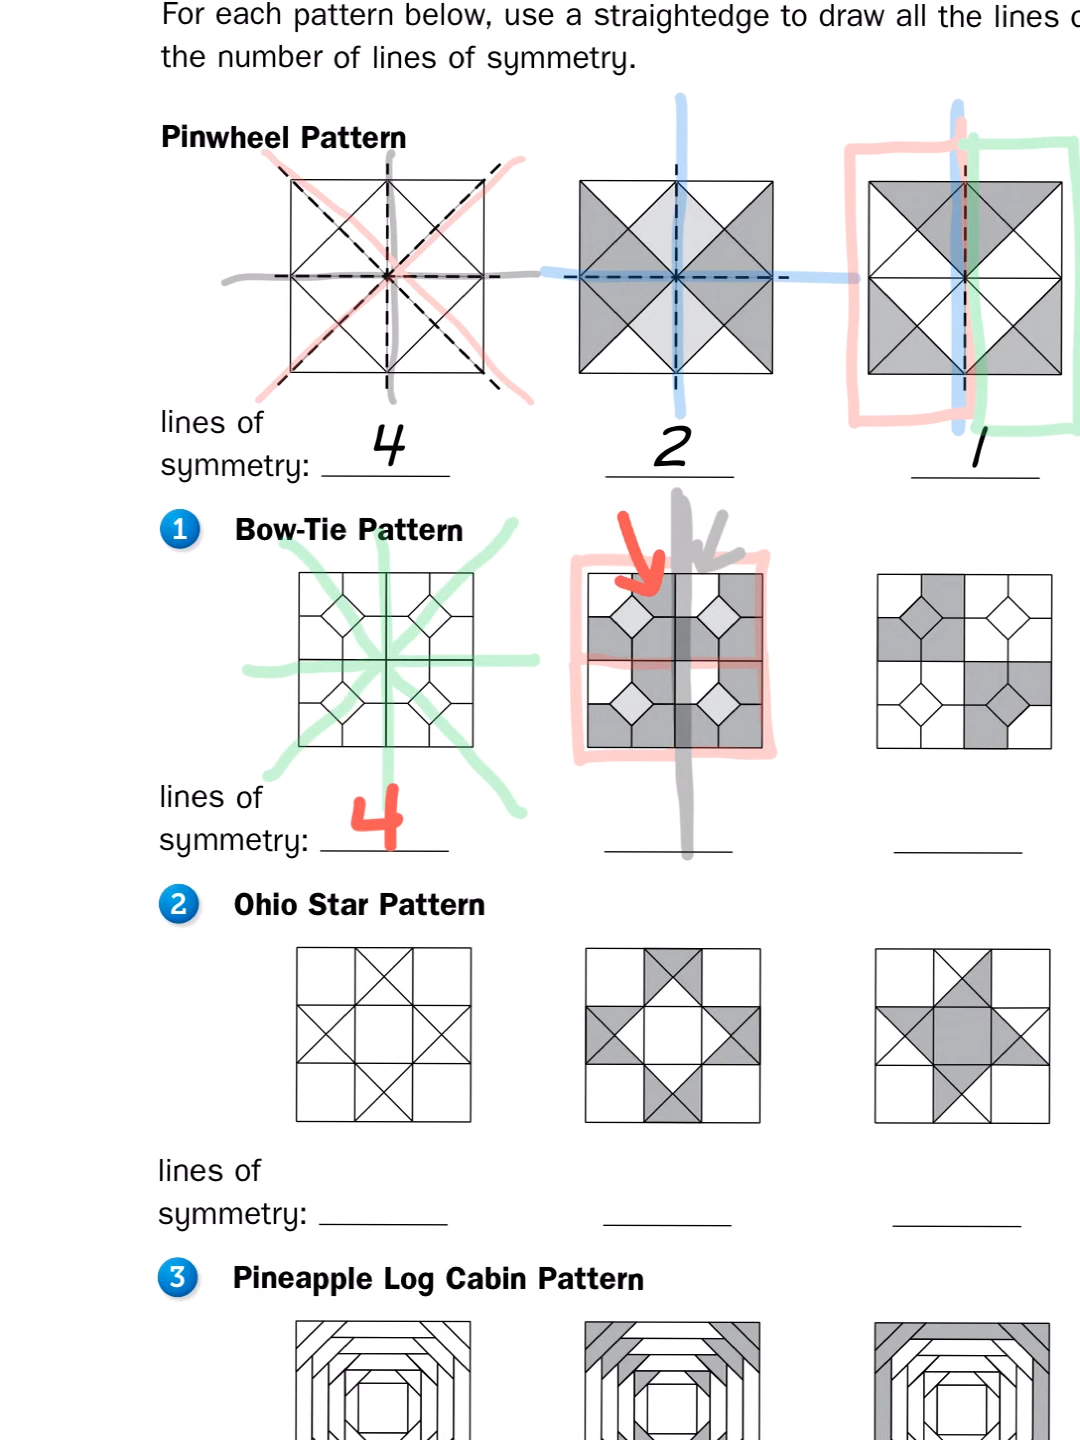 For each pattern below, use a straightedge to draw all the lines
the number of lines of symmetry.
Pinwheel Pattern
lines of
symmetry: 4 2 1
1 Bow-Tie Pattern
lines of
symmetry: 4
2 Ohio Star Pattern
lines of
symmetry:
3 Pineapple Log Cabin Pattern